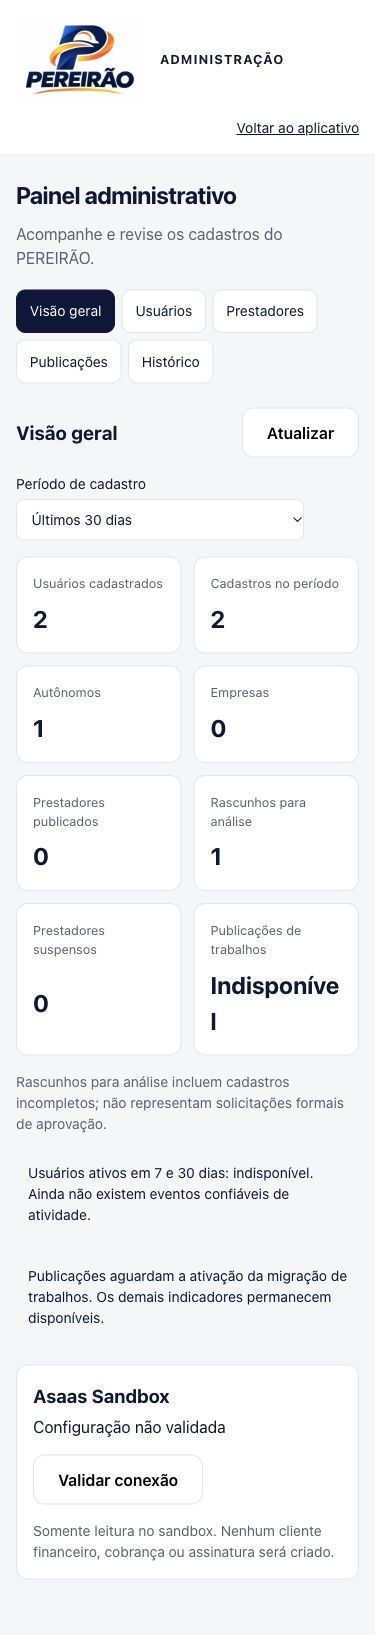 PEREIRÃO
ADMINISTRAÇÃO
Voltar ao aplicativo
Painel administrativo
Acompanhe e revise os cadastros do
PEREIRÃO.
Visão geral
Usuários
Prestadores
Publicações
Histórico
Visão geral
Atualizar
Período de cadastro
Últimos 30 dias
Usuários cadastrados
2
Cadastros no período
2
Autônomos
1
Empresas
0
Prestadores
publicados
0
Rascunhos para
análise
1
Prestadores
suspensos
0
Publicações de
trabalhos
Indisponíve
l
Rascunhos para análise incluem cadastros
incompletos; não representam solicitações formais
de aprovação.
Usuários ativos em 7 e 30 dias: indisponível.
Ainda não existem eventos confiáveis de
atividade.
Publicações aguardam a ativação da migração de
trabalhos. Os demais indicadores permanecem
disponíveis.
Asaas Sandbox
Configuração não validada
Validar conexão
Somente leitura no sandbox. Nenhum cliente
financeiro, cobrança ou assinatura será criado.